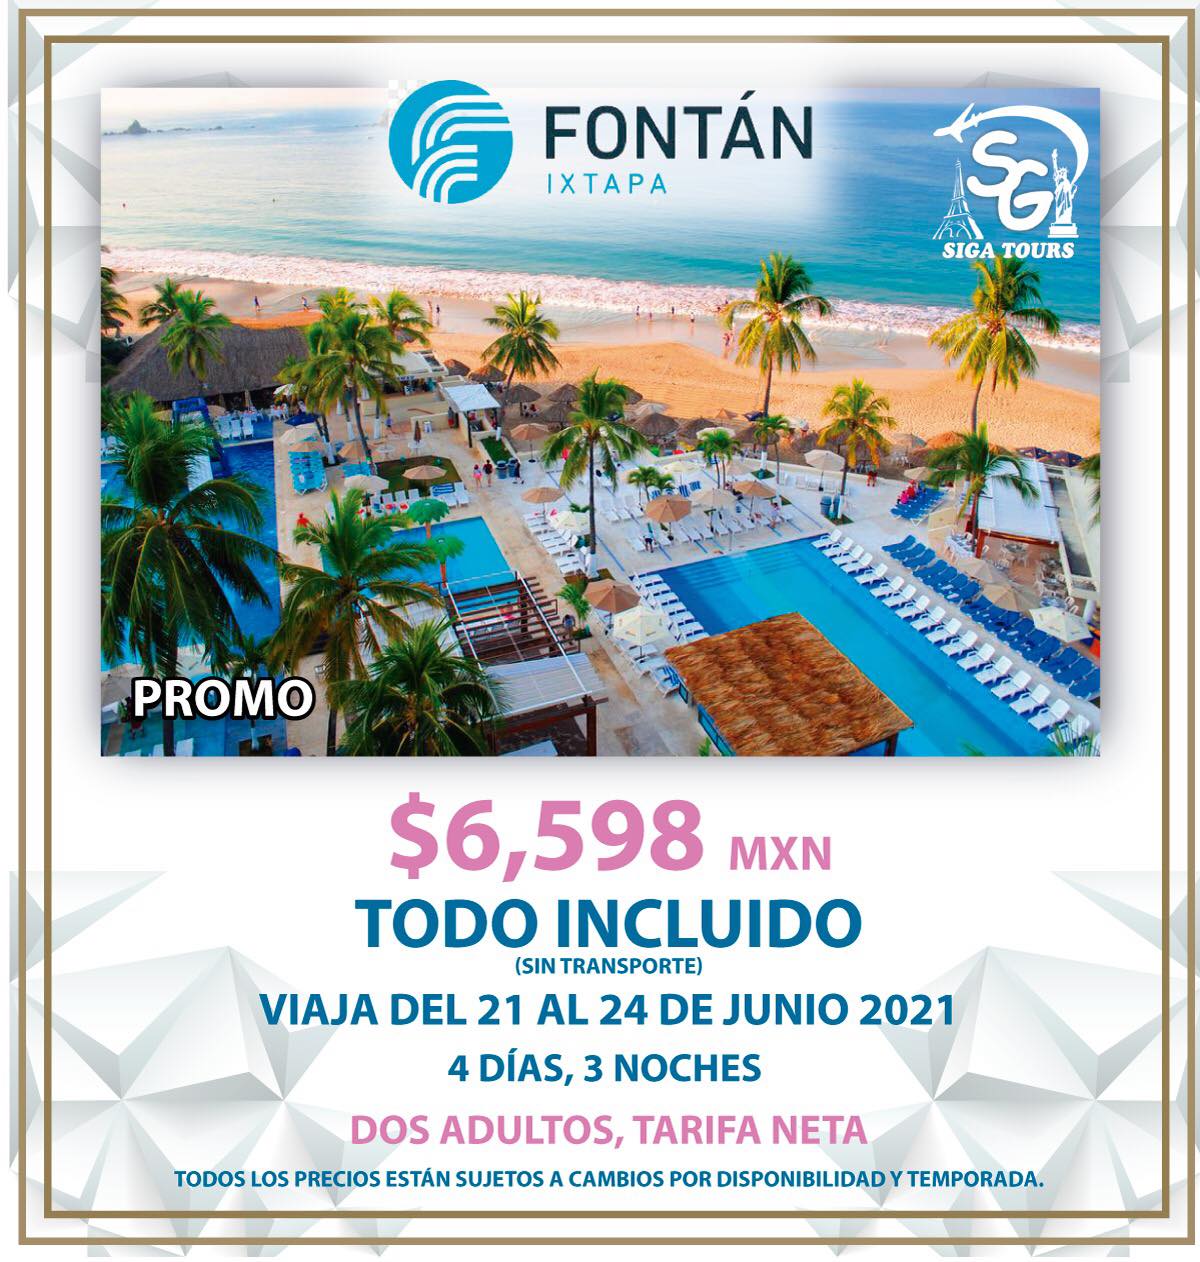 FONTÁN
IXTAPA
SG
SIGA TOURS
PROMO
$6,598 MXN
TODO INCLUIDO
(SIN TRANSPORTE)
VIAJA DEL 21 AL 24 DE JUNIO 2021
4 DÍAS, 3 NOCHES
DOS ADULTOS, TARIFA NETA
TODOS LOS PRECIOS ESTÁN SUJETOS A CAMBIOS POR DISPONIBILIDAD Y TEMPORADA.